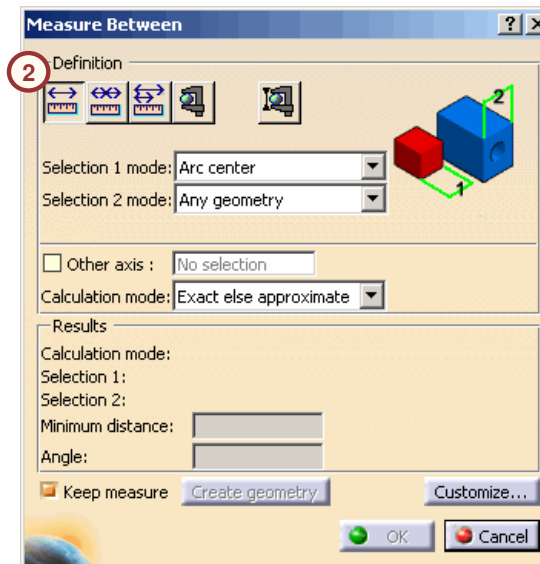 Measure Between
2
Definition
2
1
Selection 1 mode: Arc center
Selection 2 mode: Any geometry
Other axis : No selection
Calculation mode: Exact else approximate
Results
Calculation mode:
Selection 1:
Selection 2:
Minimum distance:
Angle:
Keep measure Create geometry Customize...
OK Cancel